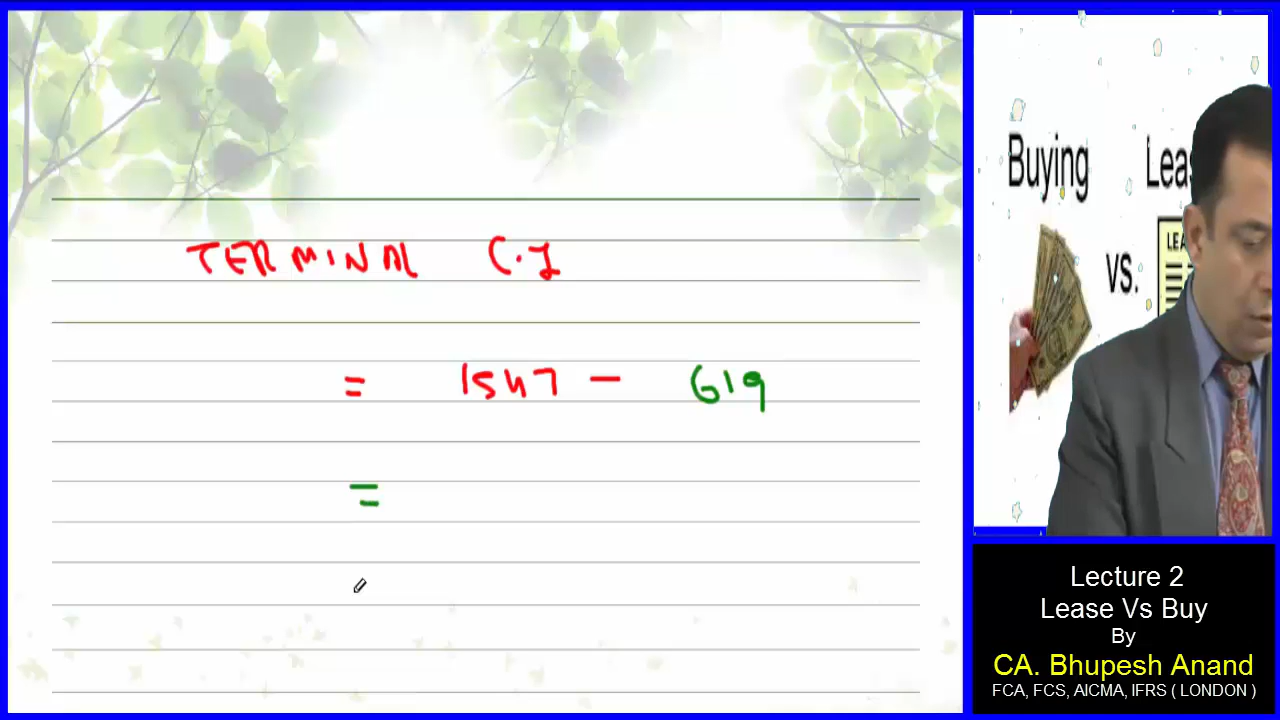 TERMINAL C.I
= 1547 - 619
=
Buying
VS.
Lecture 2
Lease Vs Buy
By
CA. Bhupesh Anand
FCA, FCS, AICMA, IFRS ( LONDON )